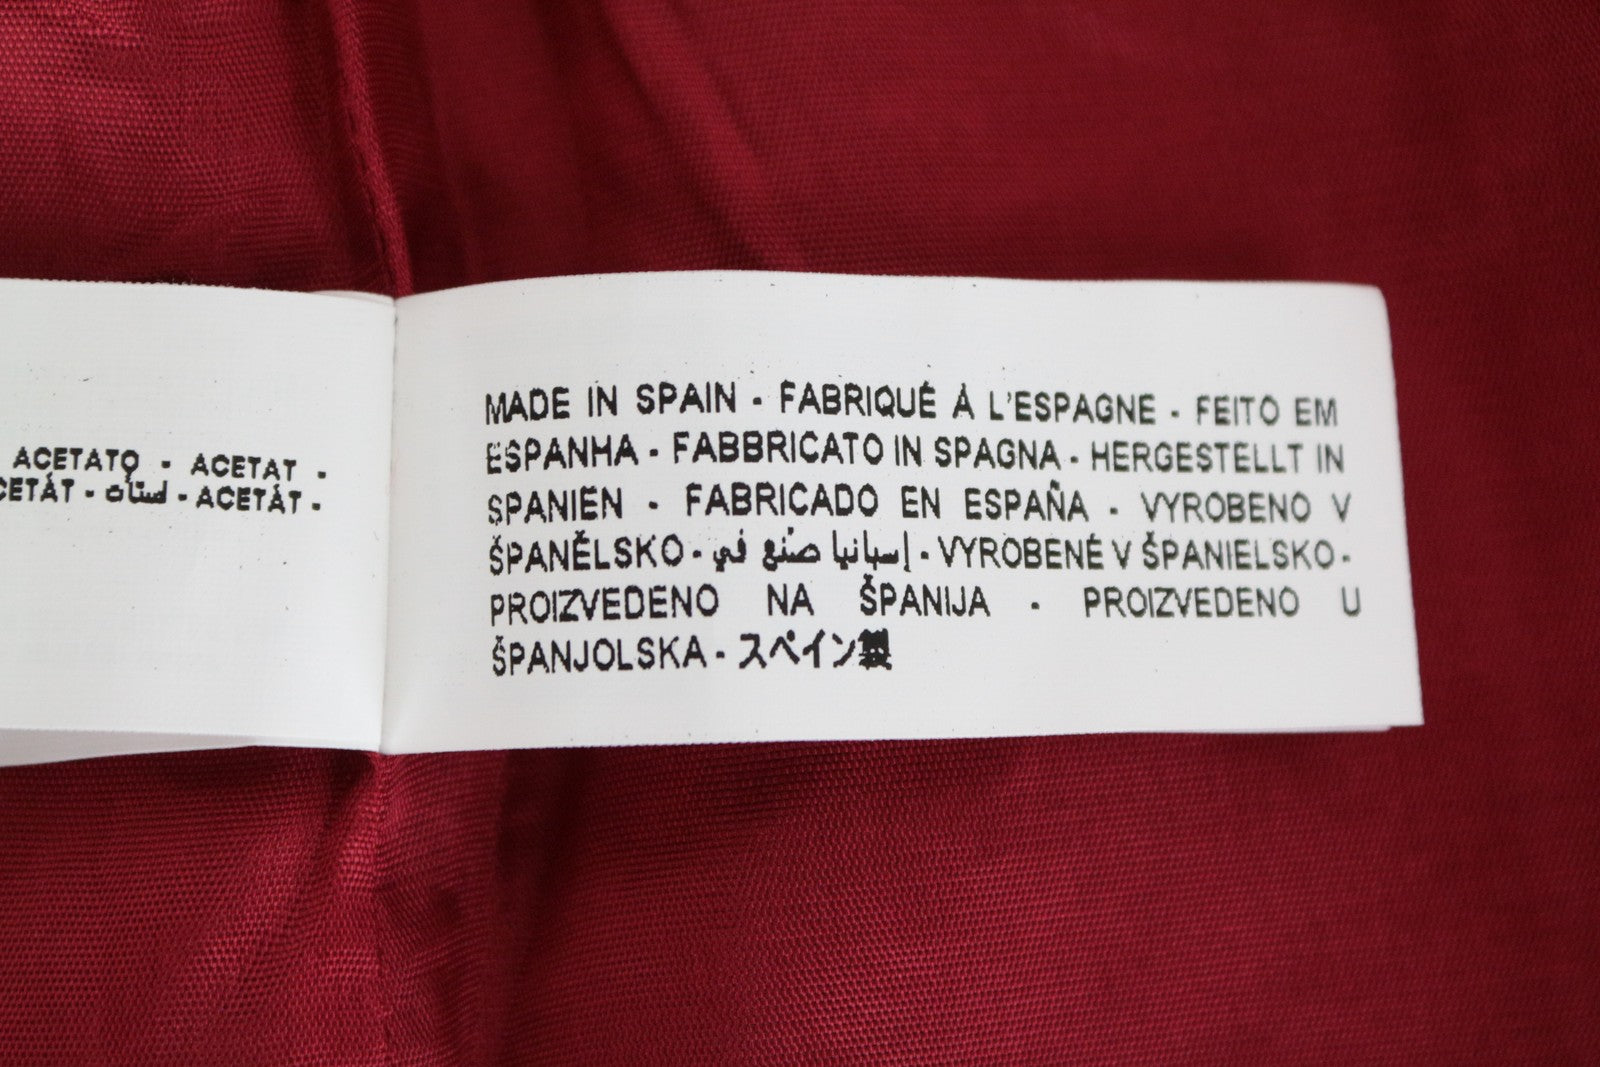 ACETATO - ACETAT -
CETÁT - أسيتات - ACETÁT -
MADE IN SPAIN - FABRIQUÉ À L'ESPAGNE - FEITO EM
ESPANHA - FABBRICATO IN SPAGNA - HERGESTELLT IN
SPANIEN - FABRICADO EN ESPAÑA - VYROBENO V
ŠPANĚLSKO - إسبانيا صنع في - VYROBENÉ V ŠPANIELSKO -
PROIZVEDENO NA ŠPANIJA - PROIZVEDENO U
ŠPANJOLSKA - スペイン製